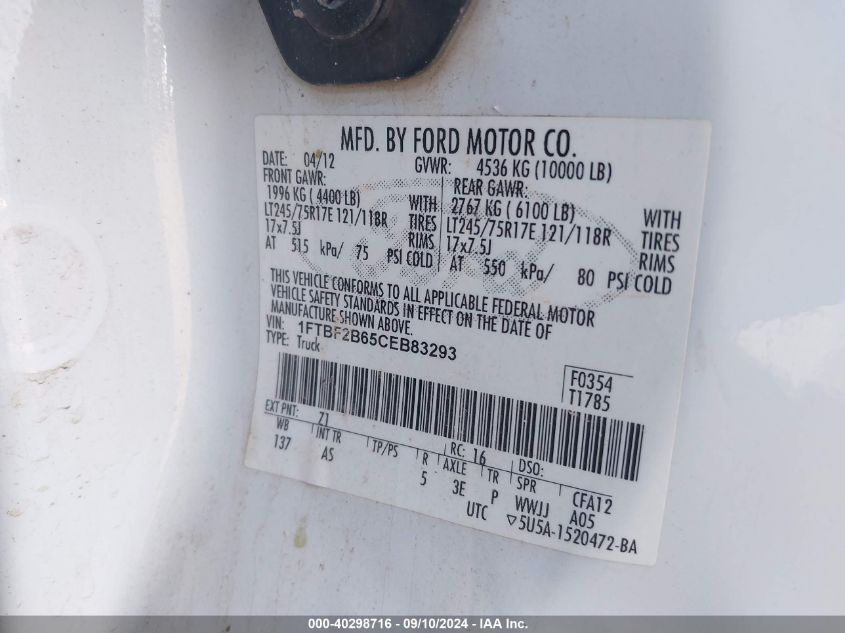 MFD. BY FORD MOTOR CO.
DATE: 04/12 GVWR: 4536 KG (10000 LB)
FRONT GAWR: REAR GAWR:
1996 KG ( 4400 LB) WITH 2767 KG ( 6100 LB) WITH
LT245/75R17E 121/118R TIRES LT245/75R17E 121/118R TIRES
17x7.5J RIMS 17x7.5J RIMS
AT 515 kPa/ 75 PSI COLD AT 550 kPa/ 80 PSI COLD
THIS VEHICLE CONFORMS TO ALL APPLICABLE FEDERAL MOTOR
VEHICLE SAFETY STANDARDS IN EFFECT ON THE DATE OF
MANUFACTURE SHOWN ABOVE.
VIN: 1FTBF2B65CEB83293
TYPE: Truck
F0354
T1785
EXT PNT: Z1 RC: 16 DSO:
WB INT TR TP/PS R AXLE TR SPR CFA12
137 AS 5 3E P WWJJ A05
UTC ▽5U5A-1520472-BA
000-40298716 - 09/10/2024 - IAA Inc.